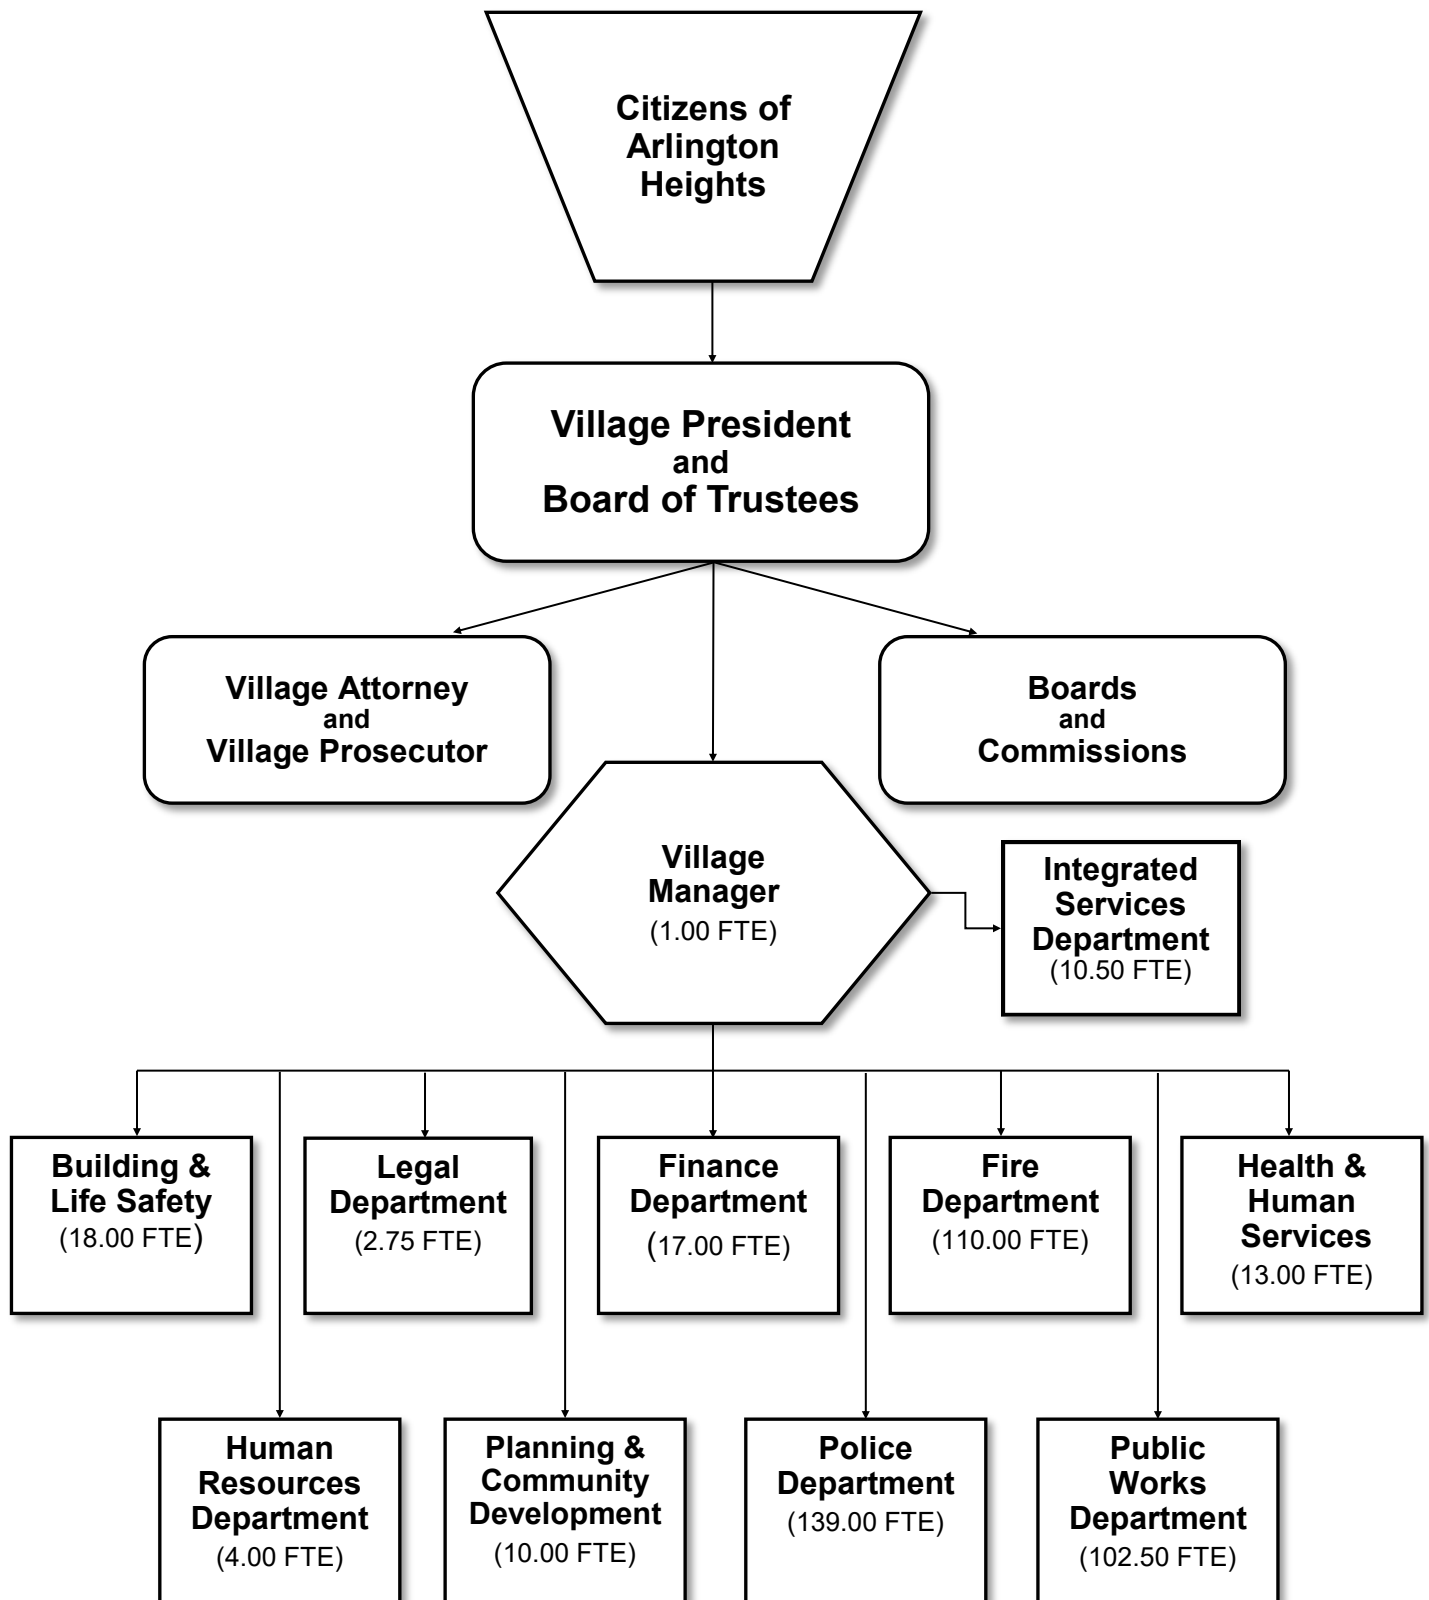 Citizens of
Arlington
Heights
Village President
and
Board of Trustees
Village Attorney
and
Village Prosecutor
Boards
and
Commissions
Village
Manager
(1.00 FTE)
Integrated
Services
Department
(10.50 FTE)
Building &
Life Safety
(18.00 FTE)
Legal
Department
(2.75 FTE)
Finance
Department
(17.00 FTE)
Fire
Department
(110.00 FTE)
Health &
Human
Services
(13.00 FTE)
Human
Resources
Department
(4.00 FTE)
Planning &
Community
Development
(10.00 FTE)
Police
Department
(139.00 FTE)
Public
Works
Department
(102.50 FTE)